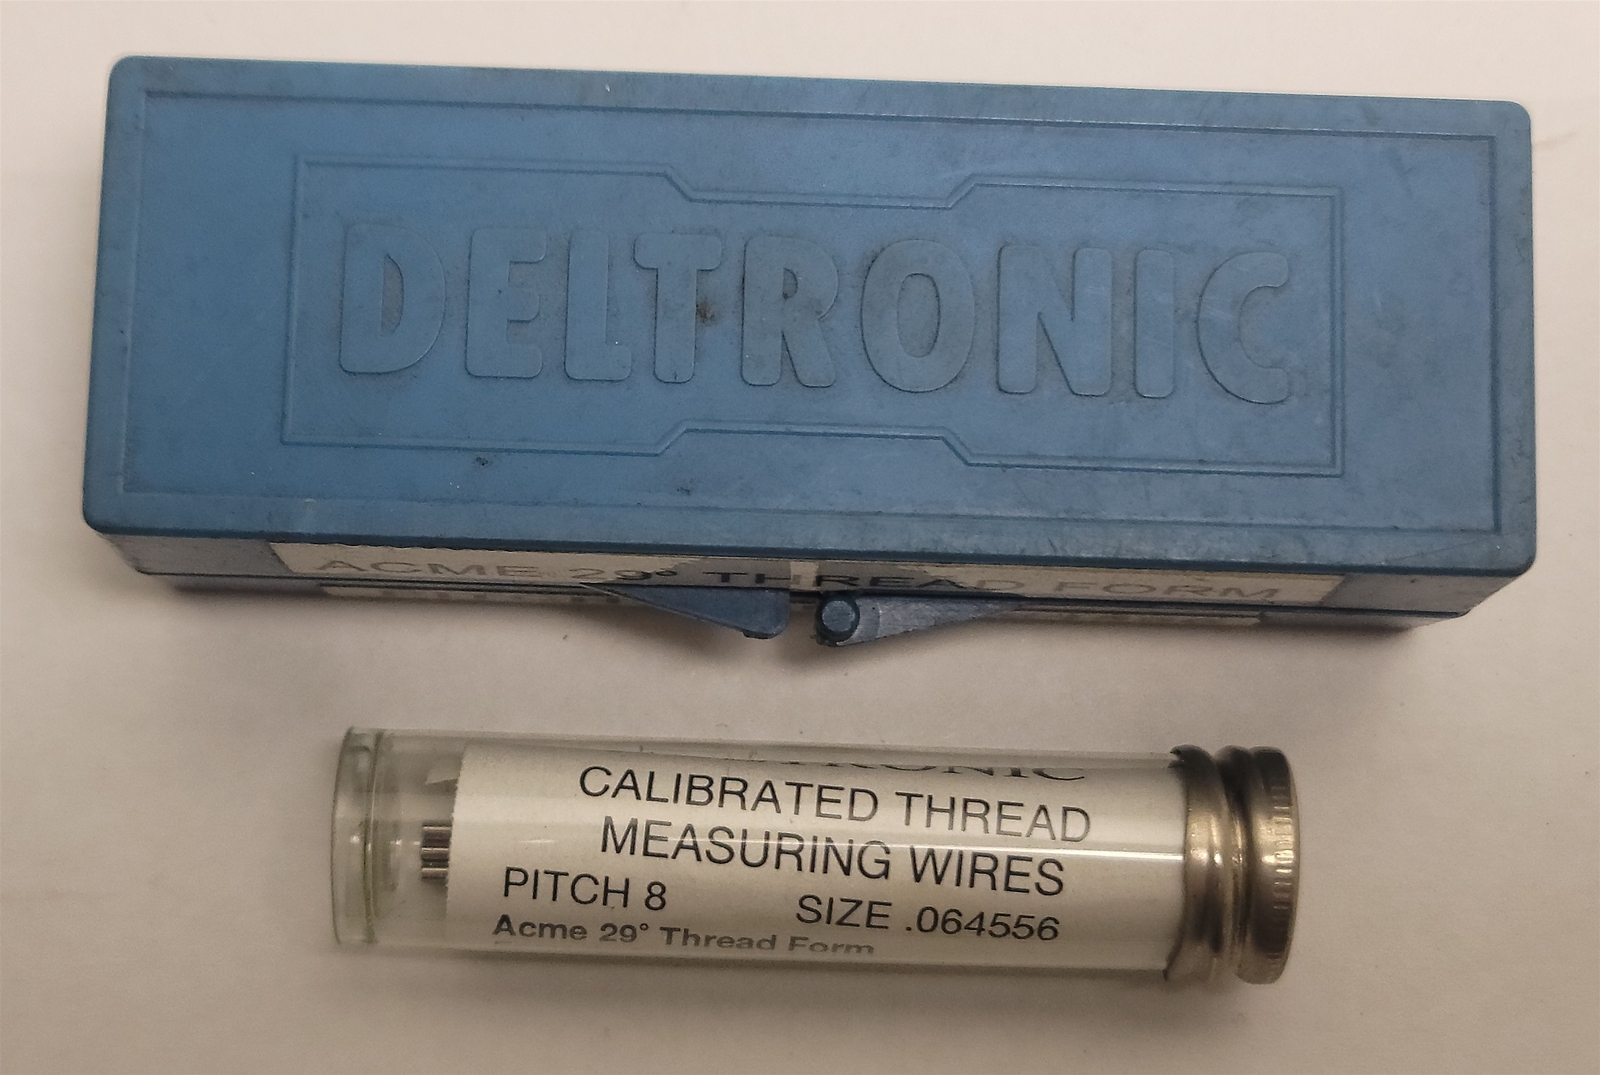 DELTRONIC
ACME 29° THREAD FORM
CALIBRATED THREAD
MEASURING WIRES
PITCH 8 SIZE .064556
Acme 29° Thread Form